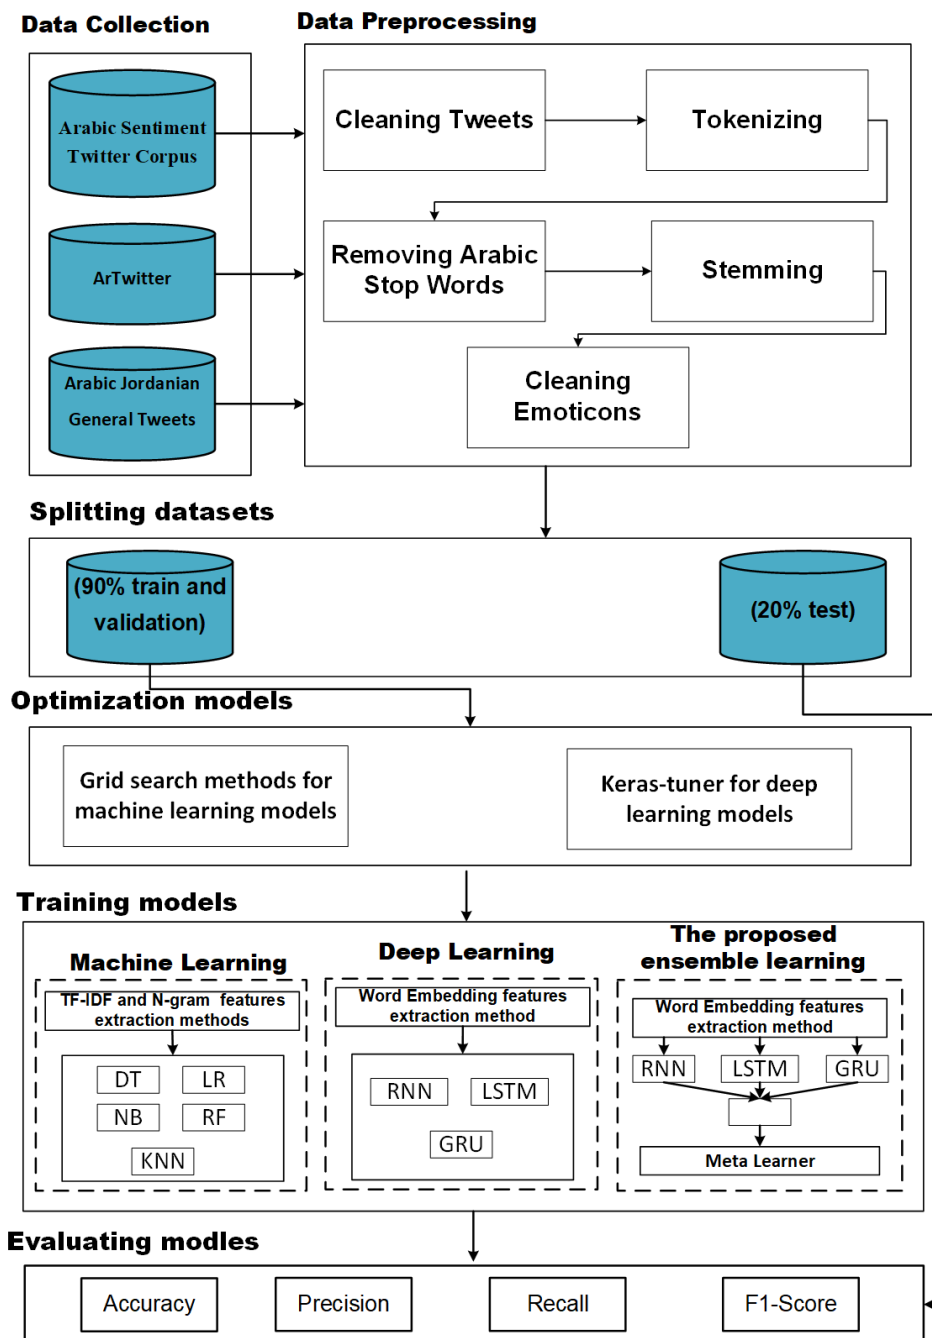 Data Collection
Data Preprocessing
Arabic Sentiment
Twitter Corpus
ArTwitter
Arabic Jordanian
General Tweets
Cleaning Tweets
Tokenizing
Removing Arabic
Stop Words
Stemming
Cleaning
Emoticons
Splitting datasets
(90% train and
validation)
(20% test)
Optimization models
Grid search methods for
machine learning models
Keras-tuner for deep
learning models
Training models
Machine Learning
TF-IDF and N-gram features
extraction methods
DT
LR
NB
RF
KNN
Deep Learning
Word Embedding features
extraction method
RNN
LSTM
GRU
The proposed
ensemble learning
Word Embedding features
extraction method
RNN
LSTM
GRU
Meta Learner
Evaluating modles
Accuracy
Precision
Recall
F1-Score